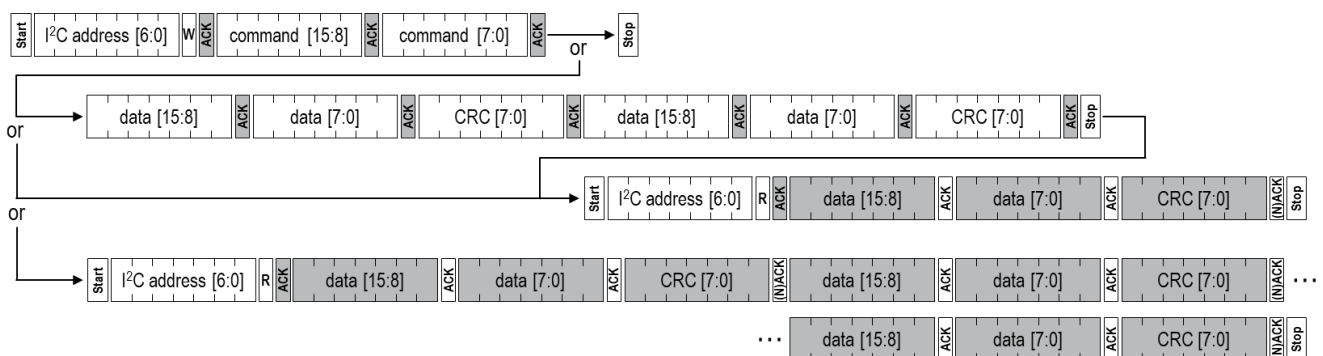 Start I²C address [6:0] W ACK command [15:8] ACK command [7:0] ACK or Stop
or data [15:8] ACK data [7:0] ACK CRC [7:0] ACK data [15:8] ACK data [7:0] ACK CRC [7:0] ACK Stop
Start I²C address [6:0] R ACK data [15:8] ACK data [7:0] ACK CRC [7:0] (N)ACK Stop
or
Start I²C address [6:0] R ACK data [15:8] ACK data [7:0] ACK CRC [7:0] (N)ACK data [15:8] ACK data [7:0] ACK CRC [7:0] (N)ACK ...
... data [15:8] ACK data [7:0] ACK CRC [7:0] (N)ACK Stop